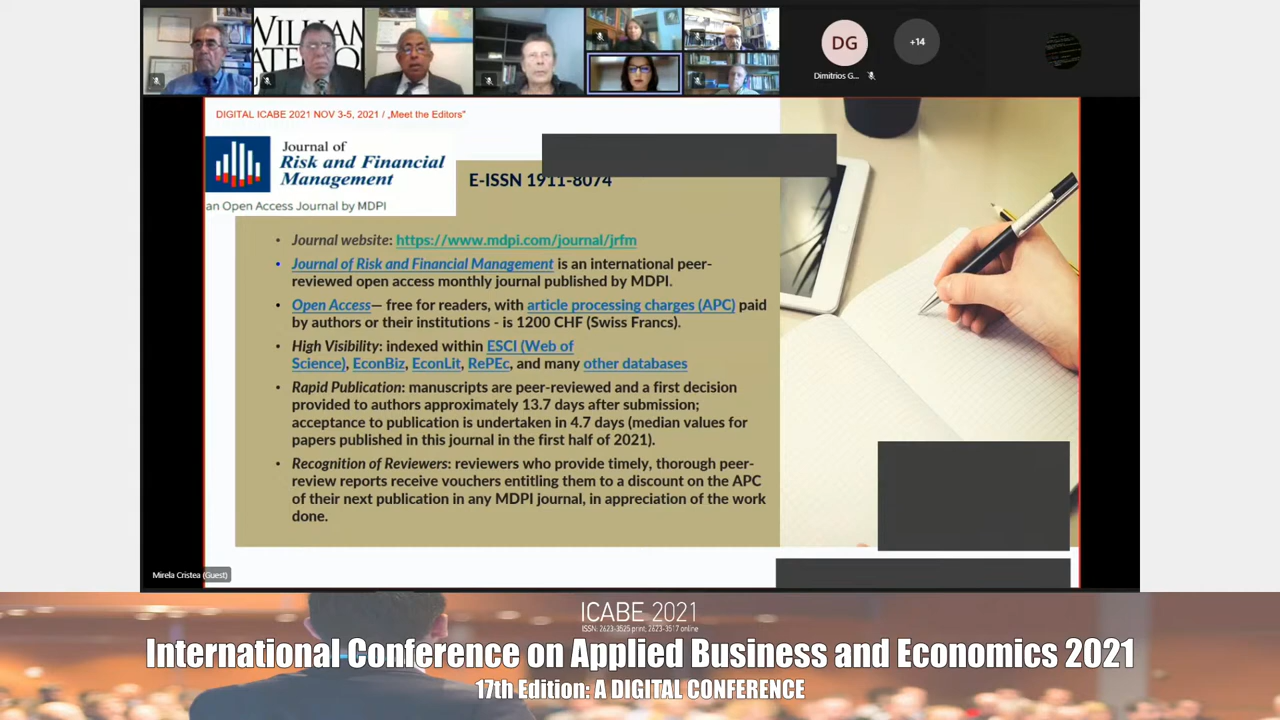 DG
+14
Dimitrios G...
DIGITAL ICABE 2021 NOV 3-5, 2021 / „Meet the Editors"
Journal of
Risk and Financial
Management
an Open Access Journal by MDPI
E-ISSN 1911-8074
• Journal website: https://www.mdpi.com/journal/jrfm
• Journal of Risk and Financial Management is an international peer-
reviewed open access monthly journal published by MDPI.
• Open Access— free for readers, with article processing charges (APC) paid
by authors or their institutions - is 1200 CHF (Swiss Francs).
• High Visibility: indexed within ESCI (Web of
Science), EconBiz, EconLit, RePEc, and many other databases
• Rapid Publication: manuscripts are peer-reviewed and a first decision
provided to authors approximately 13.7 days after submission;
acceptance to publication is undertaken in 4.7 days (median values for
papers published in this journal in the first half of 2021).
• Recognition of Reviewers: reviewers who provide timely, thorough peer-
review reports receive vouchers entitling them to a discount on the APC
of their next publication in any MDPI journal, in appreciation of the work
done.
Mirela Cristea (Guest)
ICABE 2021
ISSN: 2623-3525 print, 2623-3517 online
International Conference on Applied Business and Economics 2021
17th Edition: A DIGITAL CONFERENCE